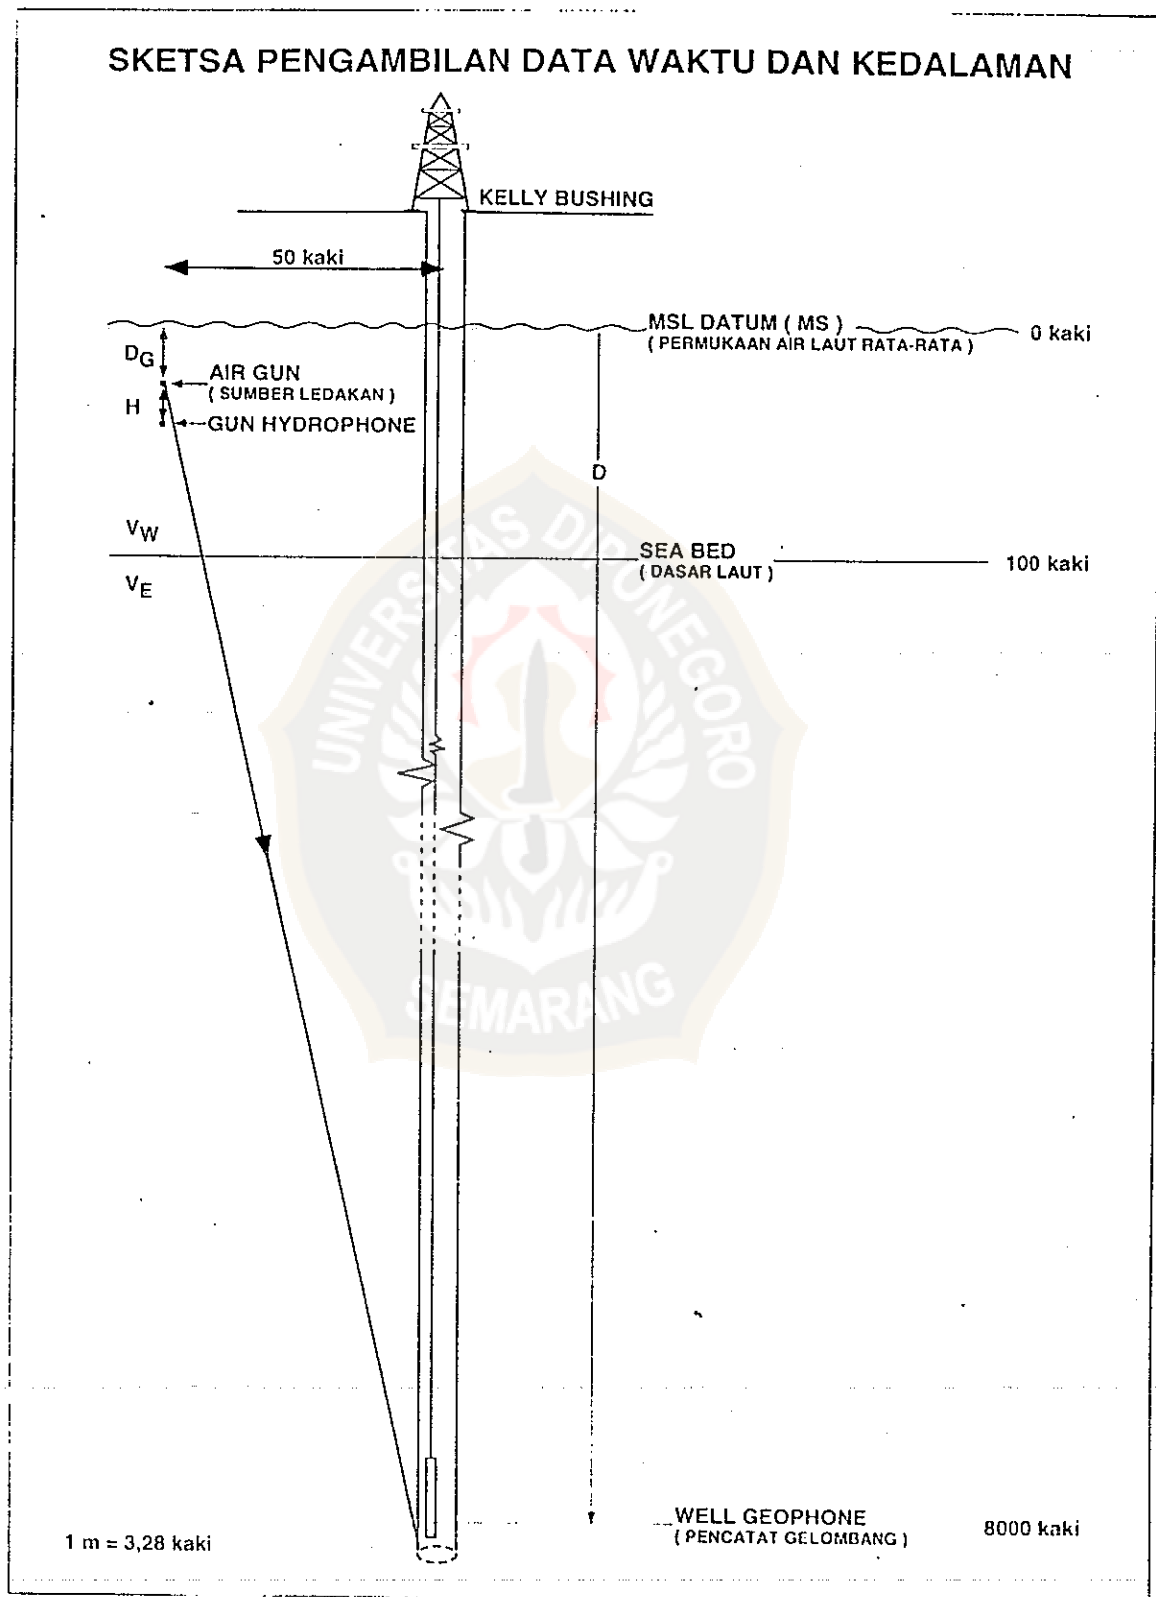 SKETSA PENGAMBILAN DATA WAKTU DAN KEDALAMAN
KELLY BUSHING
50 kaki
MSL DATUM ( MS )
( PERMUKAAN AIR LAUT RATA-RATA )
0 kaki
DG
AIR GUN
( SUMBER LEDAKAN )
H
GUN HYDROPHONE
D
VW
SEA BED
( DASAR LAUT )
100 kaki
VE
UNIVERSITAS DIPONEGORO
SEMARANG
WELL GEOPHONE
( PENCATAT GELOMBANG )
8000 kaki
1 m = 3,28 kaki